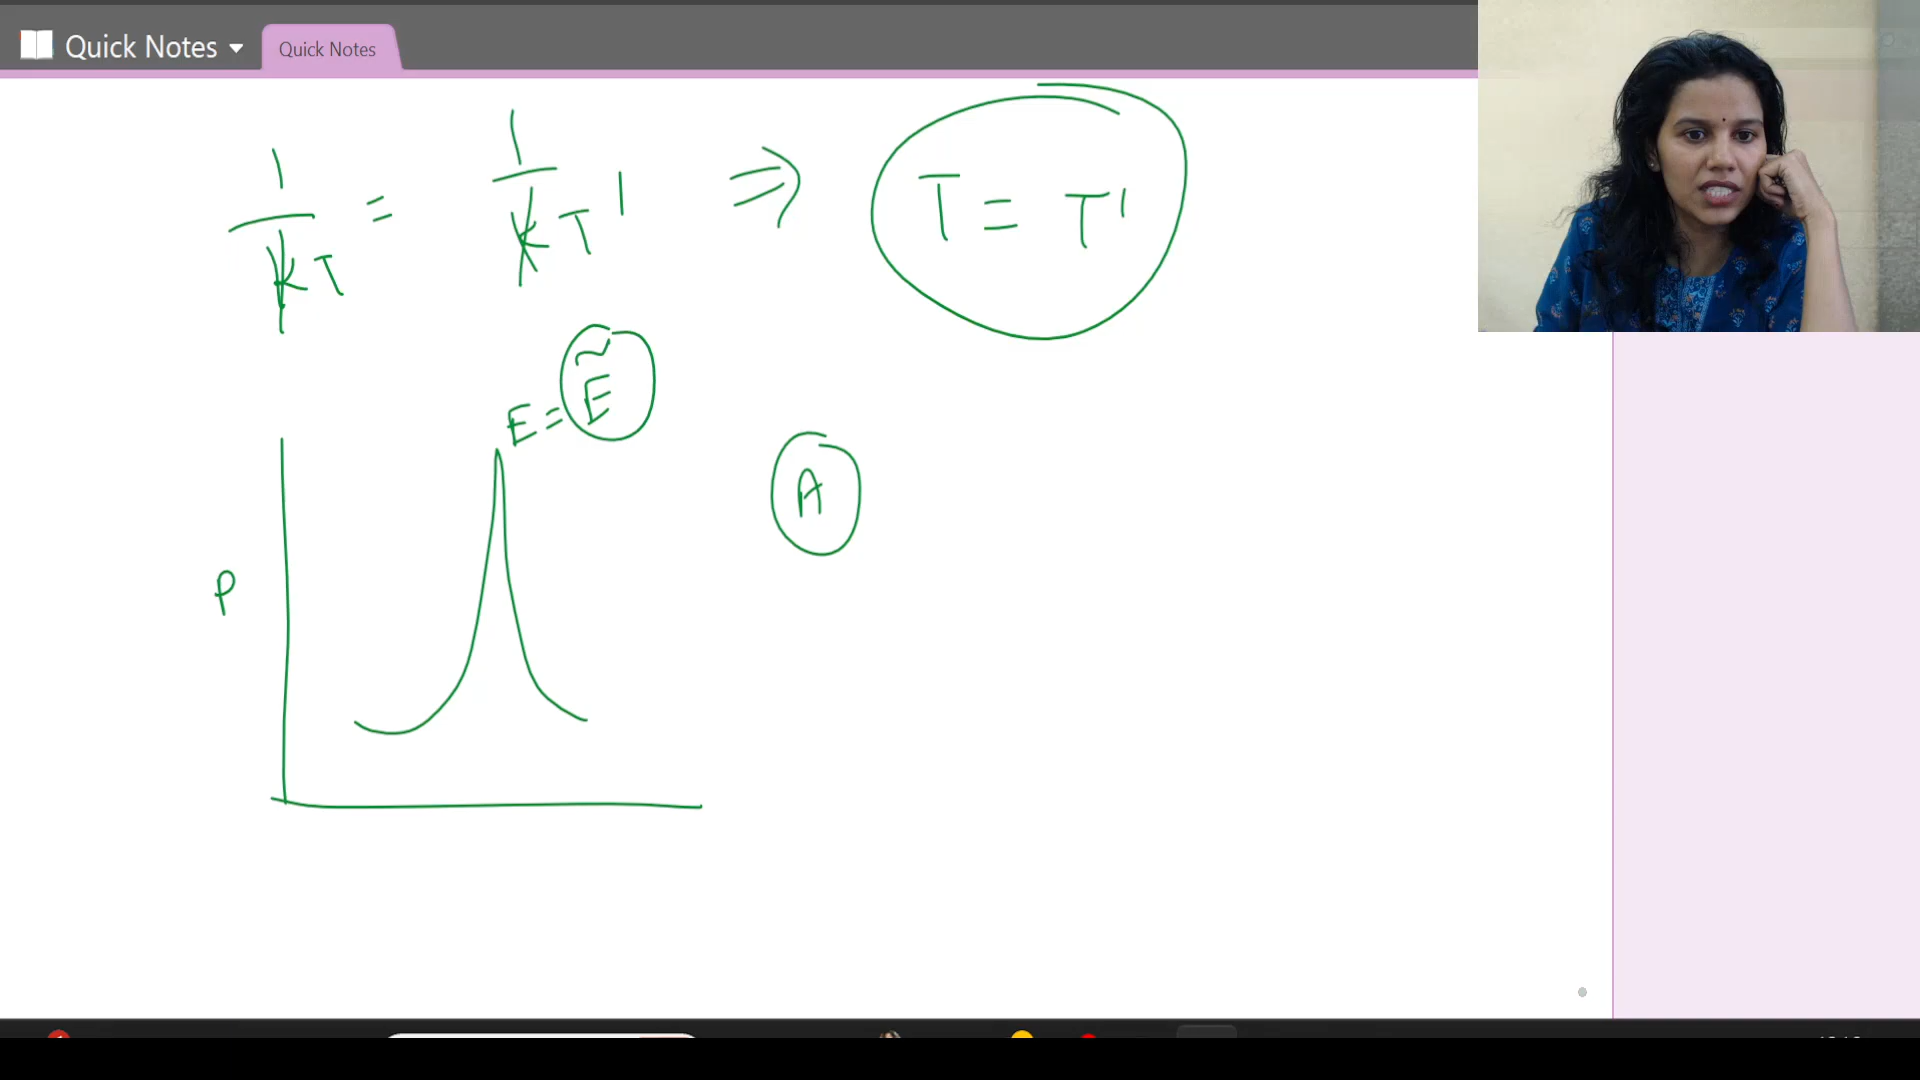 Quick Notes Quick Notes
1/kT = 1/kT' ⇒ T = T'
E = Ẽ
A
P